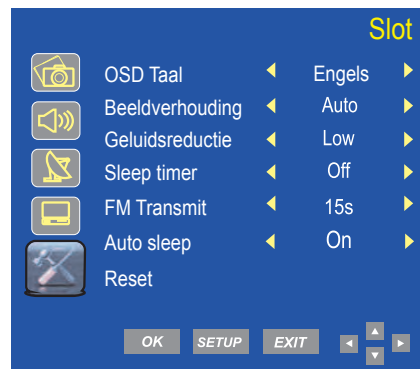 Slot
OSD Taal Engels
Beeldverhouding Auto
Geluidsreductie Low
Sleep timer Off
FM Transmit 15s
Auto sleep On
Reset
OK SETUP EXIT